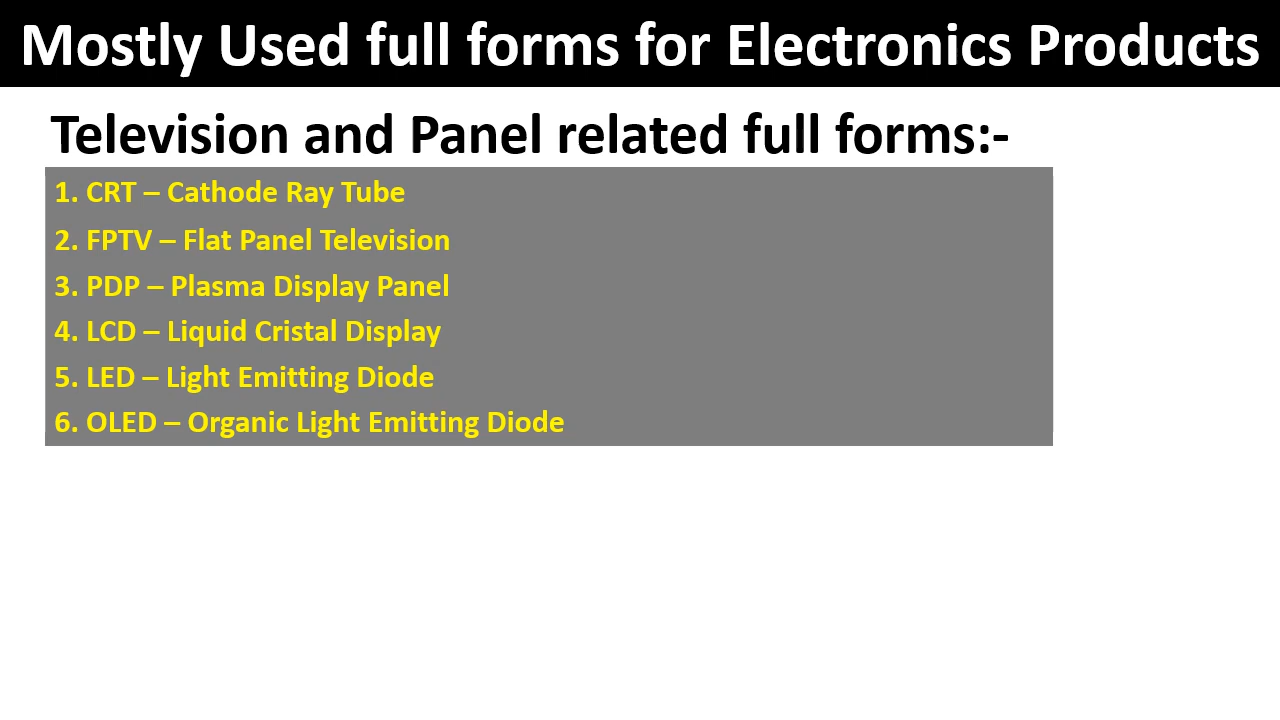 Mostly Used full forms for Electronics Products
Television and Panel related full forms:-
1. CRT – Cathode Ray Tube
2. FPTV – Flat Panel Television
3. PDP – Plasma Display Panel
4. LCD – Liquid Cristal Display
5. LED – Light Emitting Diode
6. OLED – Organic Light Emitting Diode